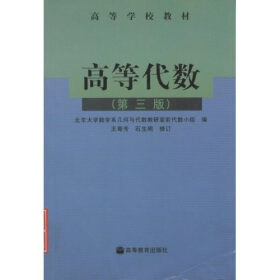 高等学校教材
高等代数
(第三版)
北京大学数学系几何与代数教研室前代数小组 编
王萼芳 石生明 修订
高等教育出版社